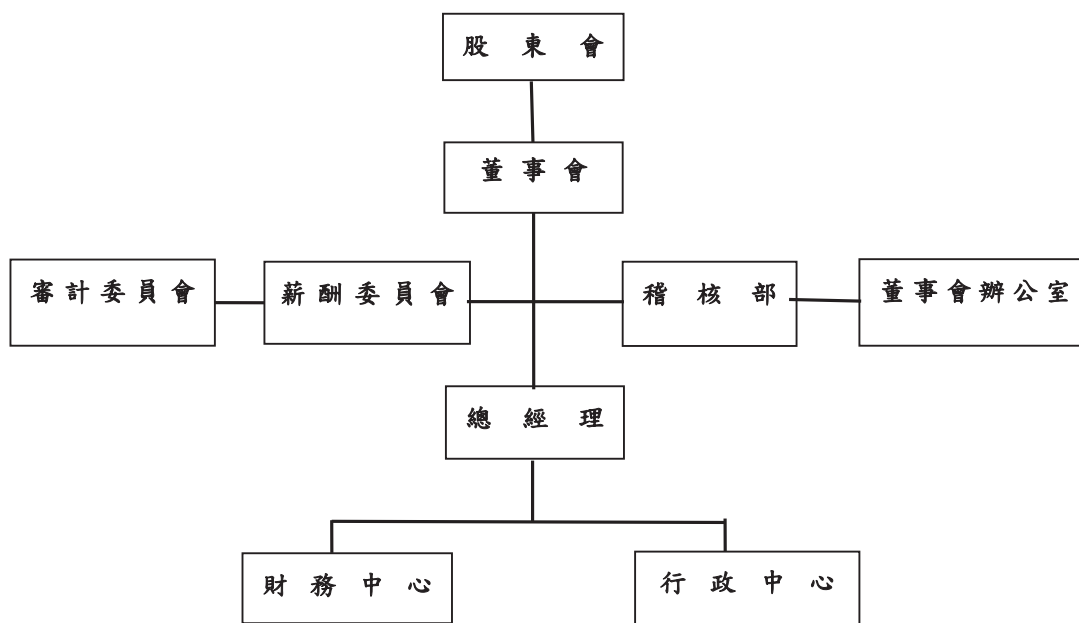 股東會
董事會
審計委員會
薪酬委員會
稽核部
董事會辦公室
總經理
財務中心
行政中心